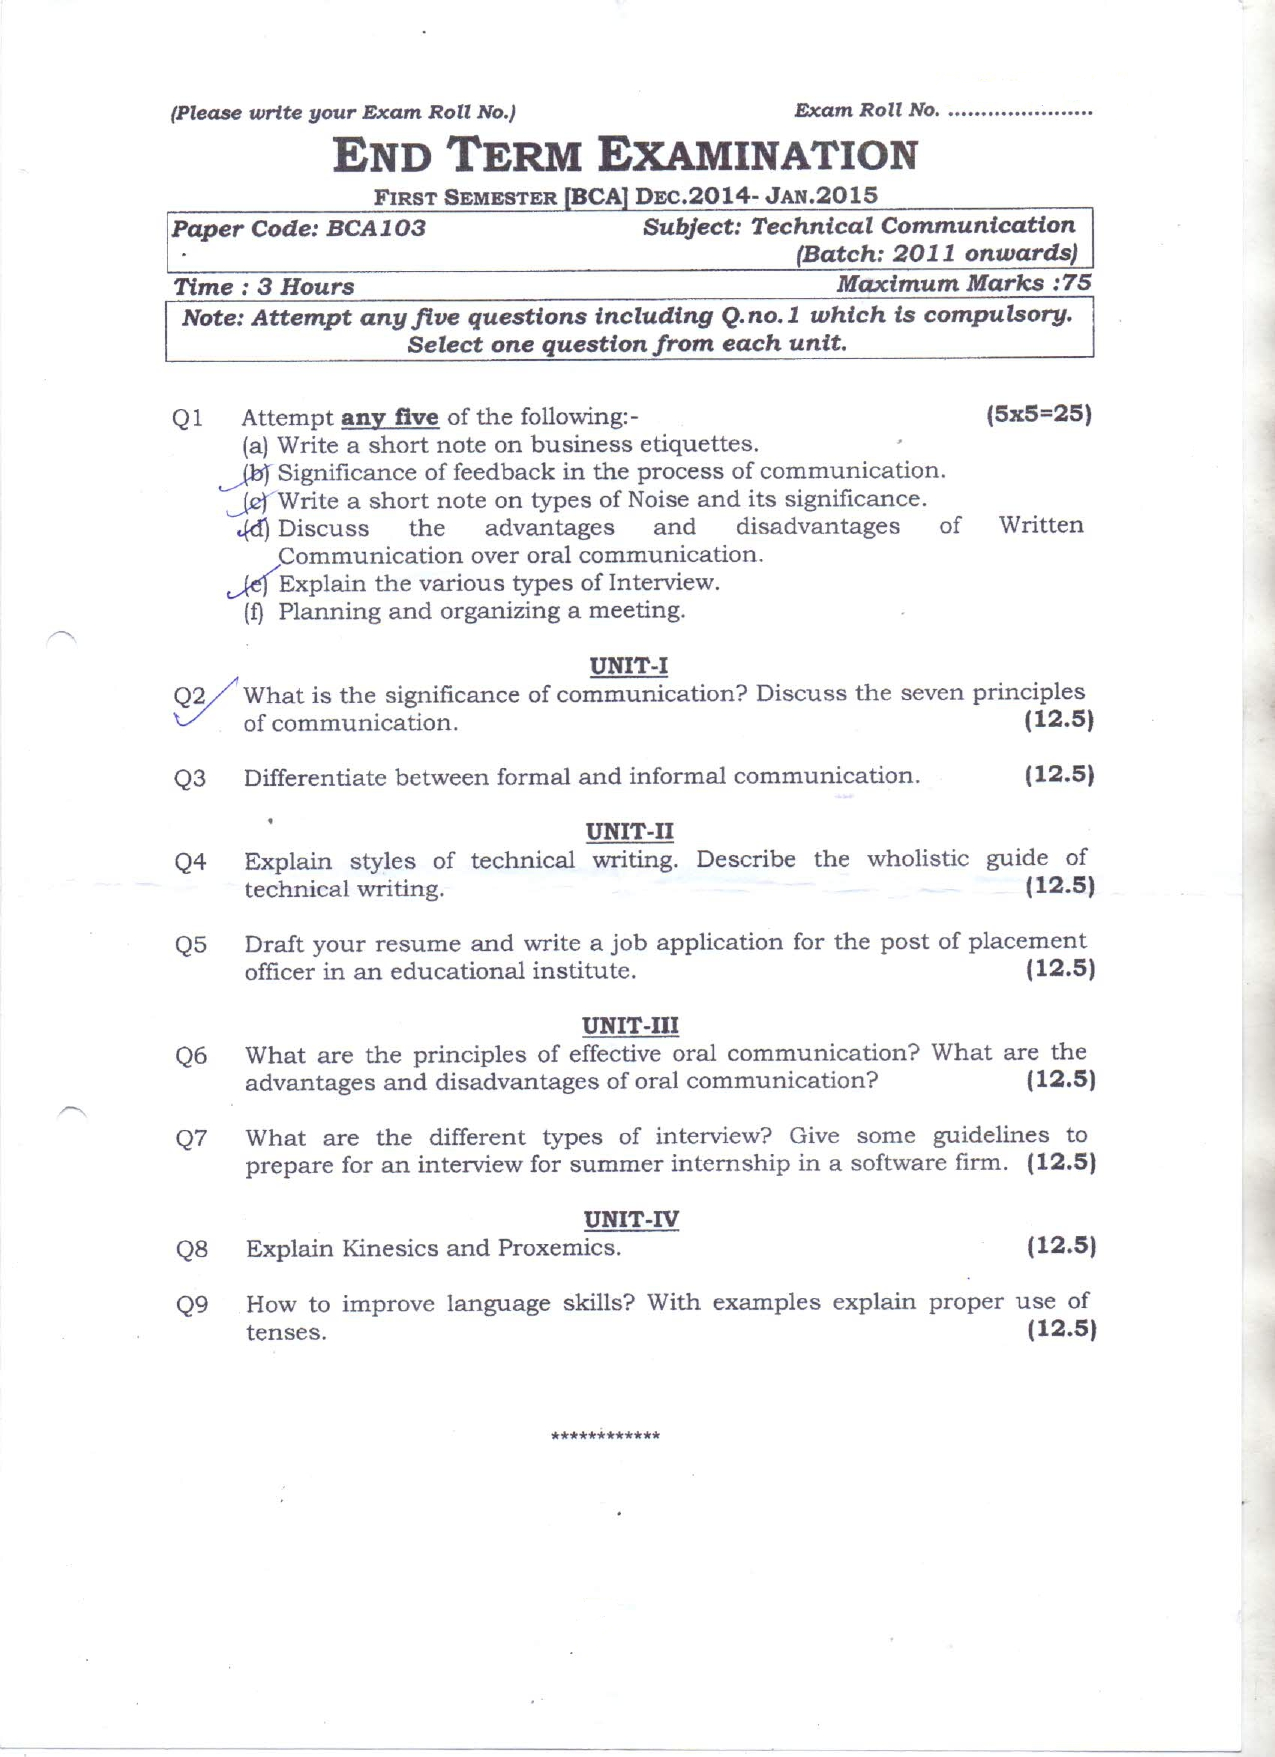 (Please write your Exam Roll No.) Exam Roll No. ......................
END TERM EXAMINATION
FIRST SEMESTER [BCA] DEC.2014- JAN.2015
Paper Code: BCA103 Subject: Technical Communication
(Batch: 2011 onwards)
Time : 3 Hours Maximum Marks :75
Note: Attempt any five questions including Q.no.1 which is compulsory.
Select one question from each unit.
Q1 Attempt any five of the following:- (5x5=25)
(a) Write a short note on business etiquettes.
(b) Significance of feedback in the process of communication.
(c) Write a short note on types of Noise and its significance.
(d) Discuss the advantages and disadvantages of Written
Communication over oral communication.
(e) Explain the various types of Interview.
(f) Planning and organizing a meeting.
UNIT-I
Q2 What is the significance of communication? Discuss the seven principles
of communication. (12.5)
Q3 Differentiate between formal and informal communication. (12.5)
UNIT-II
Q4 Explain styles of technical writing. Describe the wholistic guide of
technical writing. (12.5)
Q5 Draft your resume and write a job application for the post of placement
officer in an educational institute. (12.5)
UNIT-III
Q6 What are the principles of effective oral communication? What are the
advantages and disadvantages of oral communication? (12.5)
Q7 What are the different types of interview? Give some guidelines to
prepare for an interview for summer internship in a software firm. (12.5)
UNIT-IV
Q8 Explain Kinesics and Proxemics. (12.5)
Q9 How to improve language skills? With examples explain proper use of
tenses. (12.5)
************